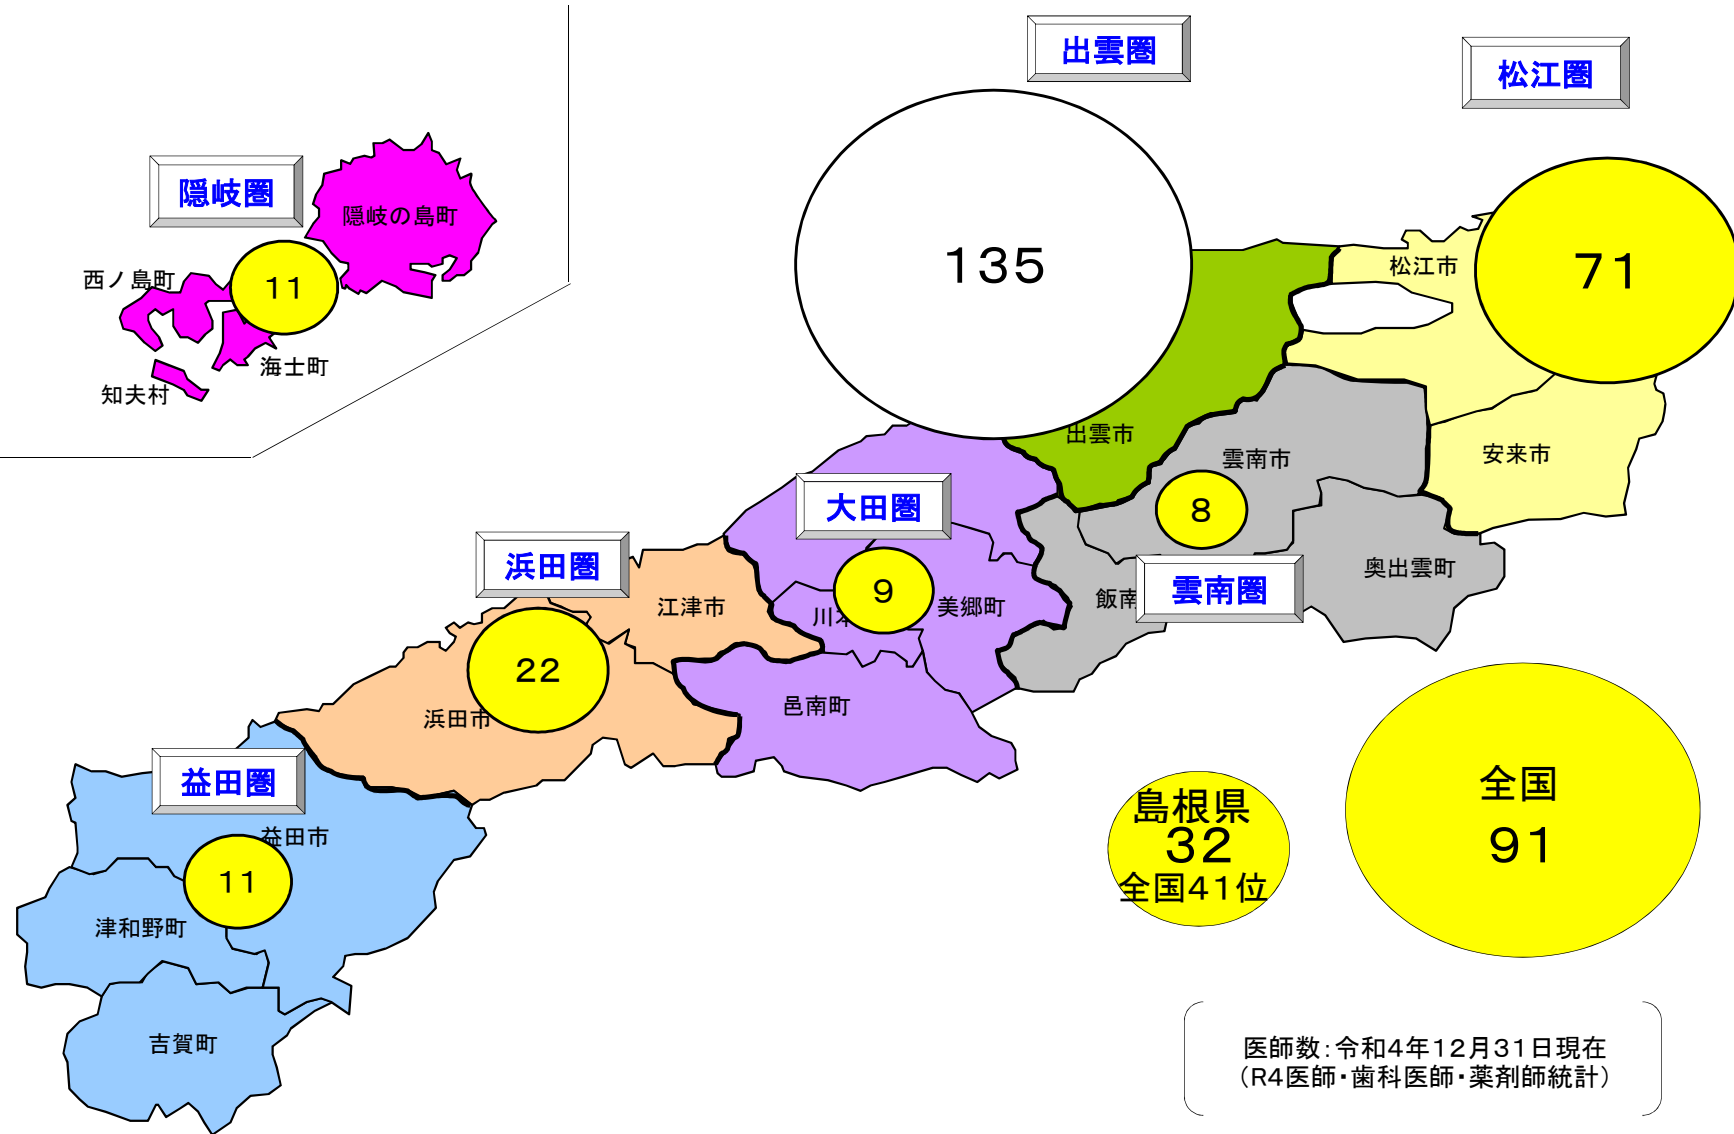 出雲圏
松江圏
135
71
隠岐圏
隠岐の島町
松江市
西ノ島町
11
海士町
知夫村
出雲市
雲南市
安来市
大田圏
8
浜田圏
奥出雲町
9
雲南圏
江津市
川本
美郷町
飯南
22
浜田市
邑南町
益田圏
益田市
11
津和野町
吉賀町
島根県
32
全国41位
全国
91
医師数:令和4年12月31日現在
(R4医師・歯科医師・薬剤師統計)